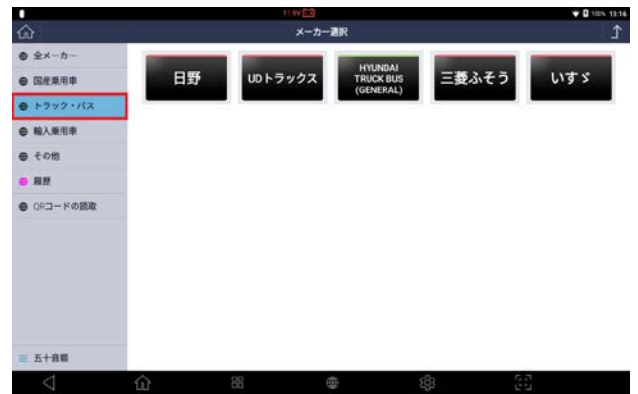 11.9V
100% 13:16
メーカー選択
全メーカー
国産乗用車
トラック・バス
輸入乗用車
その他
履歴
QRコードの読取
五十音順
日野
UDトラックス
HYUNDAI
TRUCK BUS
(GENERAL)
三菱ふそう
いすゞ